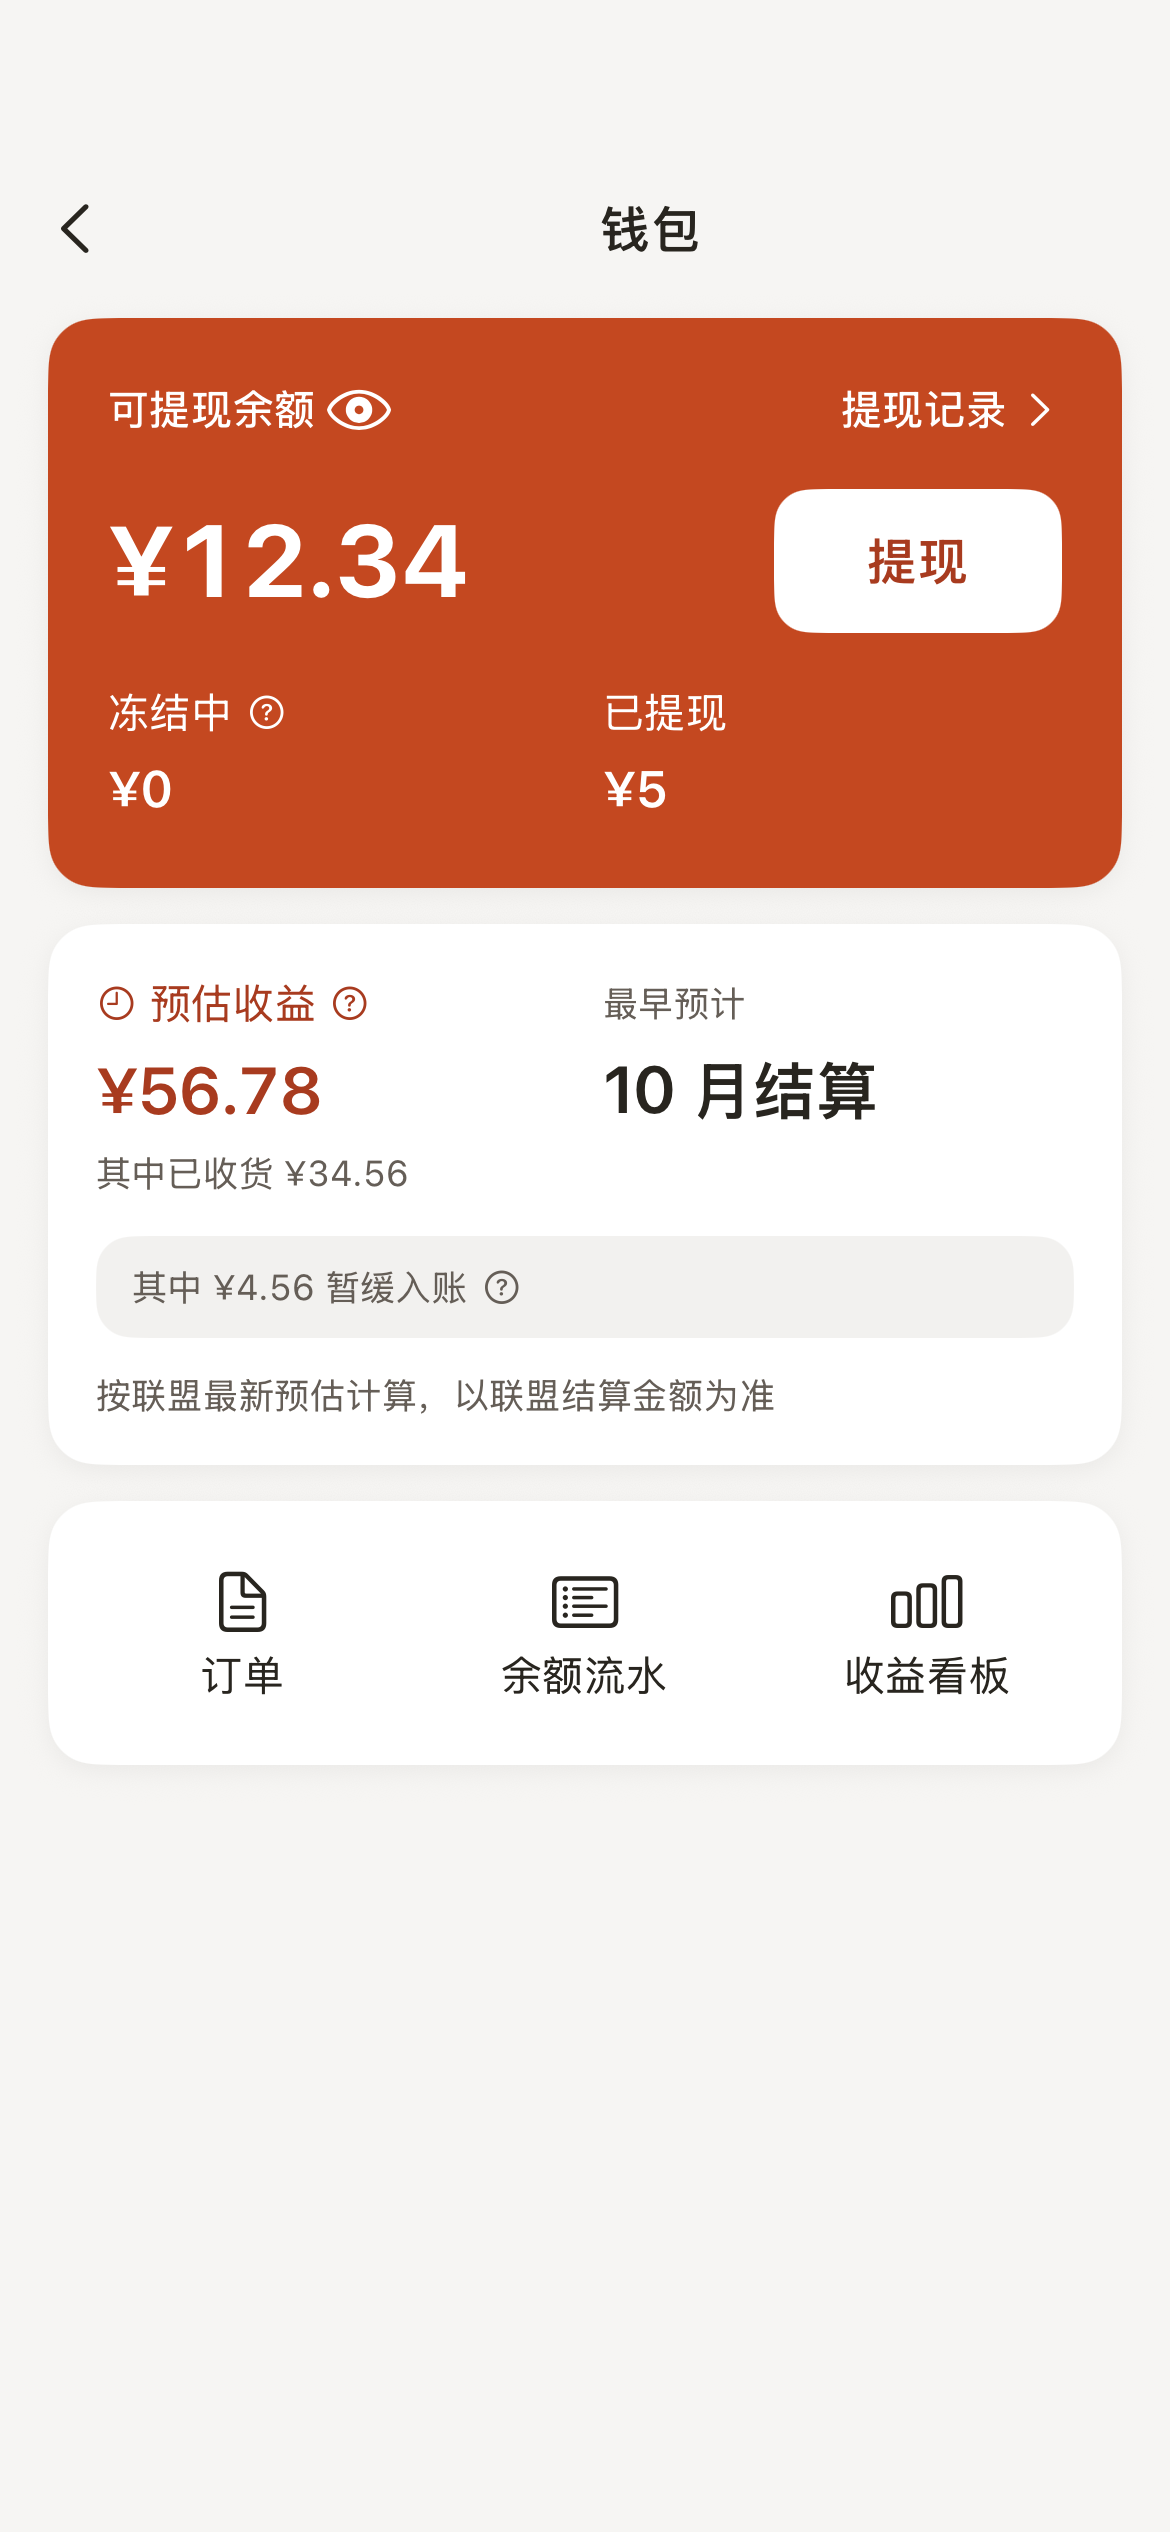 钱包
可提现余额 提现记录
¥12.34 提现
冻结中 已提现
¥0 ¥5
预估收益 最早预计
¥56.78 10 月结算
其中已收货 ¥34.56
其中 ¥4.56 暂缓入账
按联盟最新预估计算，以联盟结算金额为准
订单 余额流水 收益看板